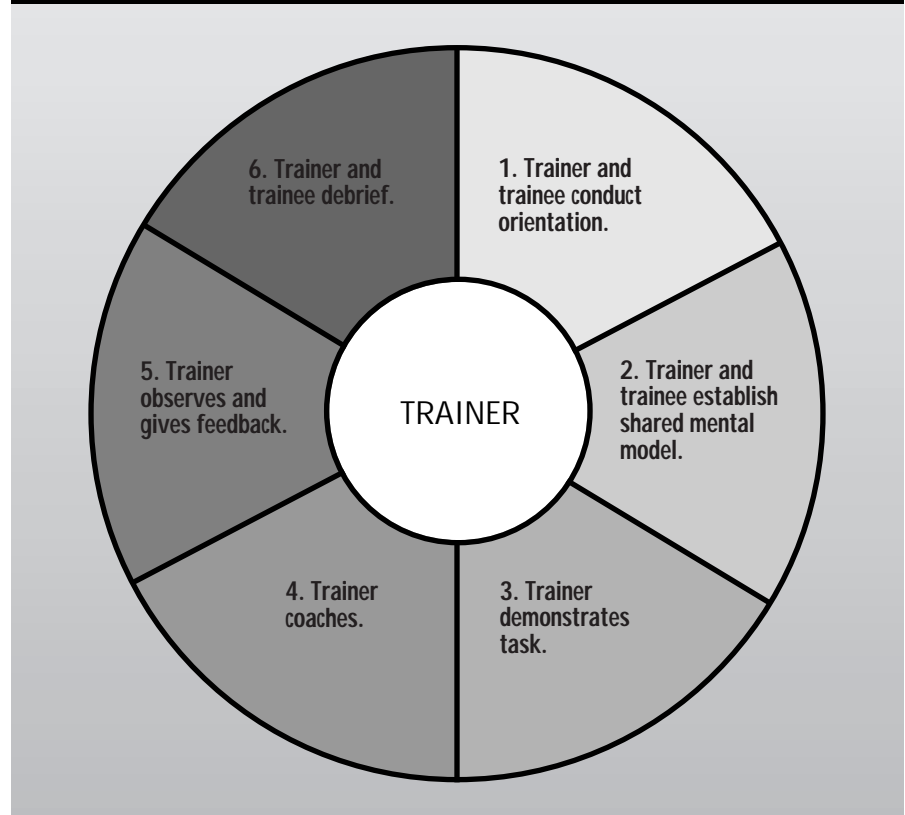 1. Trainer and
trainee conduct
orientation.
2. Trainer and
trainee establish
shared mental
model.
3. Trainer
demonstrates
task.
4. Trainer
coaches.
5. Trainer
observes and
gives feedback.
6. Trainer and
trainee debrief.
TRAINER